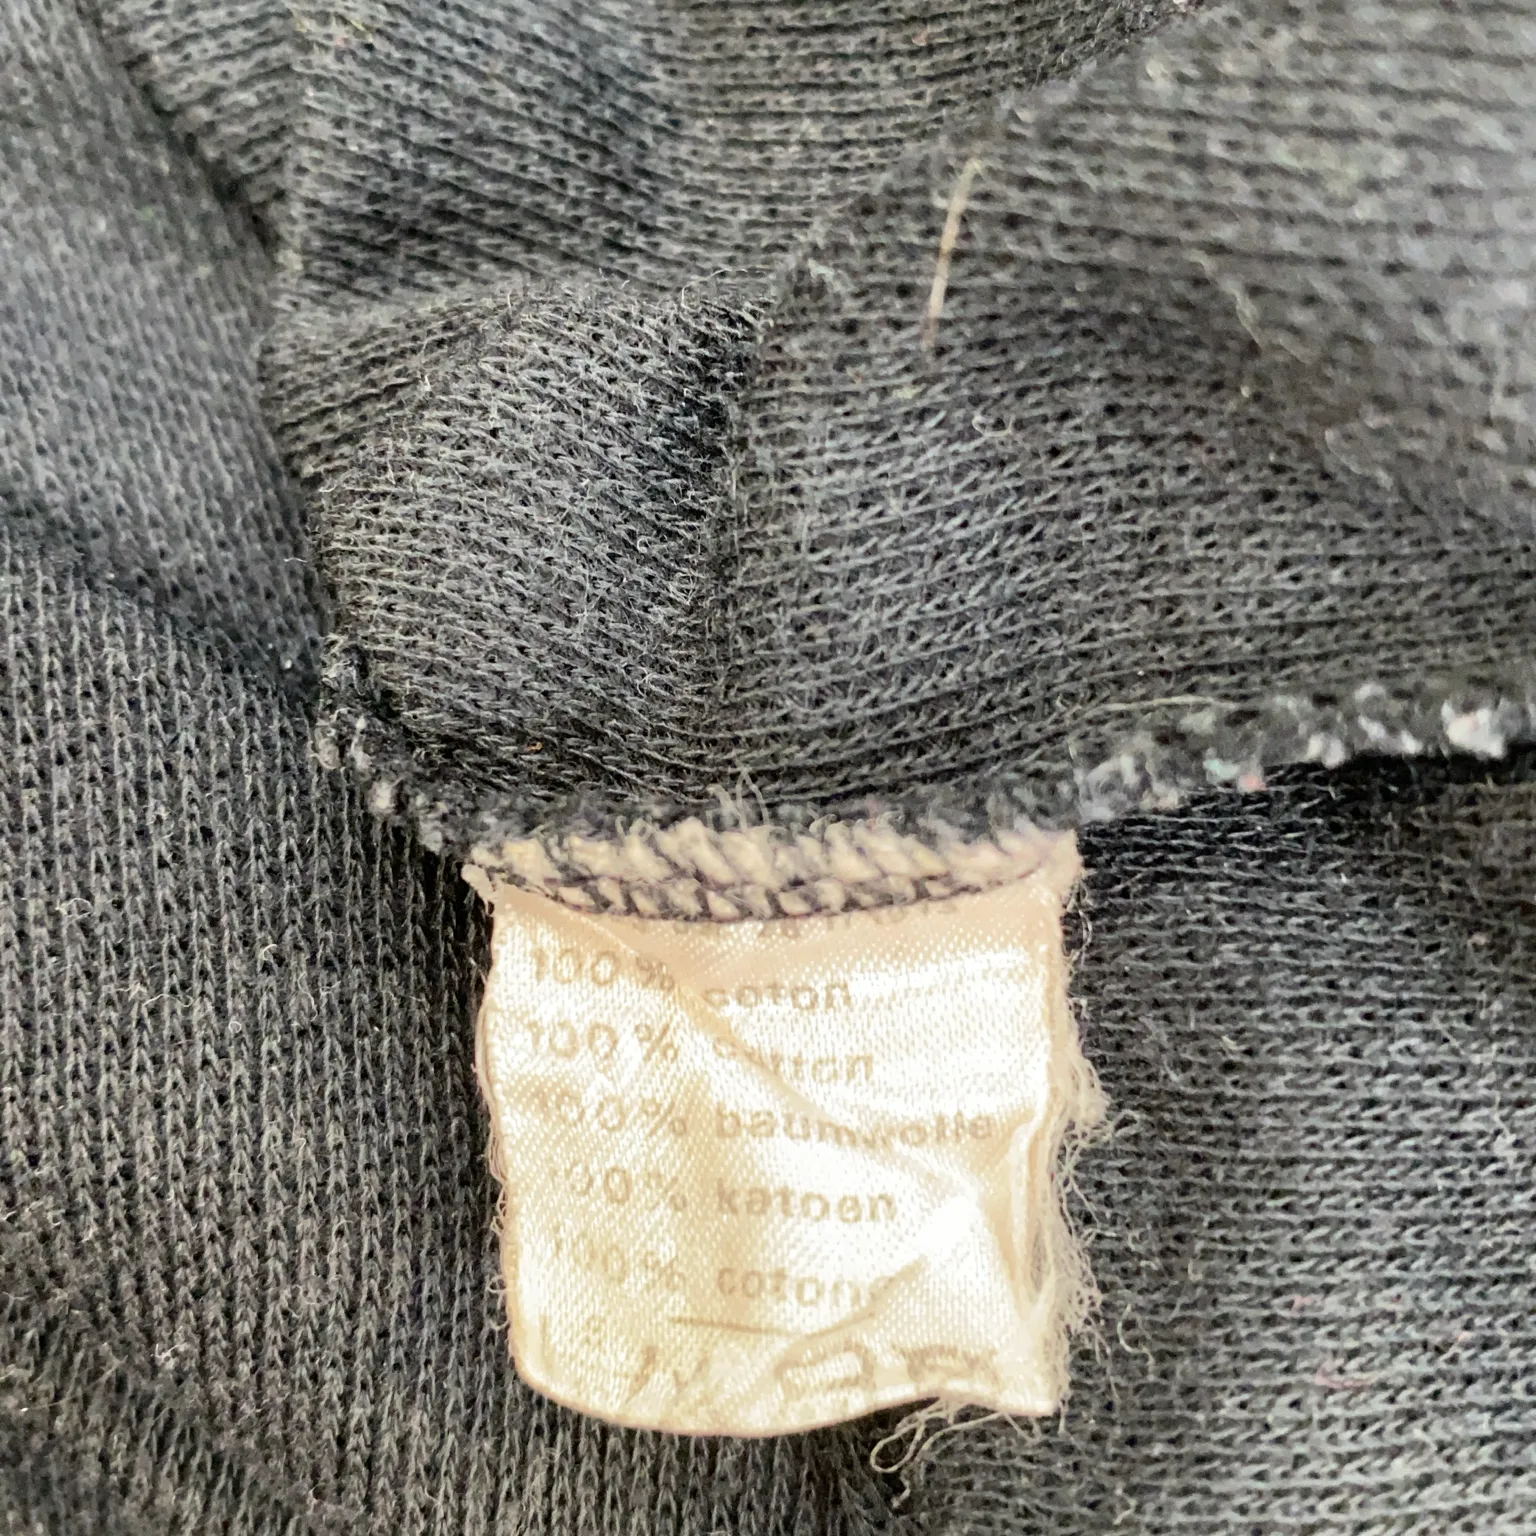 100% coton
100% cotton
100% baumwolle
100% katoen
100% cotone